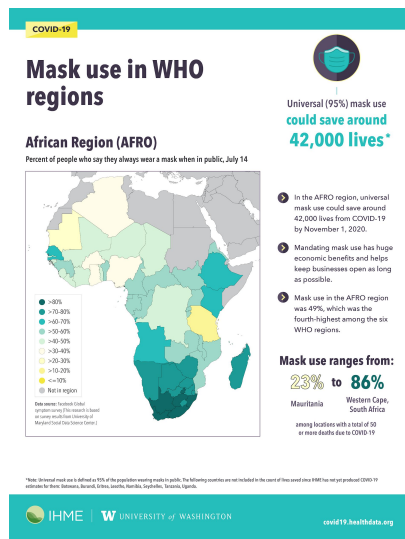 COVID-19
Mask use in WHO
regions
Universal (95%) mask use
could save around
42,000 lives*
African Region (AFRO)
Percent of people who say they always wear a mask when in public, July 14
In the AFRO region, universal
mask use could save around
42,000 lives from COVID-19
by November 1, 2020.
Mandating mask use has huge
economic benefits and helps
keep businesses open as long
as possible.
Mask use in the AFRO region
was 49%, which was the
fourth-highest among the six
WHO regions.
>80%
>70-80%
>60-70%
>50-60%
>40-50%
>30-40%
>20-30%
>10-20%
<=10%
Not in region
Data source: Facebook Global
symptom survey (This research is based
on survey results from University of
Maryland Social Data Science Center.)
Mask use ranges from:
23% to 86%
Mauritania
Western Cape,
South Africa
among locations with a total of 50
or more deaths due to COVID-19
*Note: Universal mask use is defined as 95% of the population wearing masks in public. The following countries are not included in the count of lives saved since IHME has not yet produced COVID-19
estimates for them: Botswana, Burundi, Eritrea, Lesotho, Namibia, Seychelles, Tanzania, Uganda.
IHME
W UNIVERSITY of WASHINGTON
covid19.healthdata.org